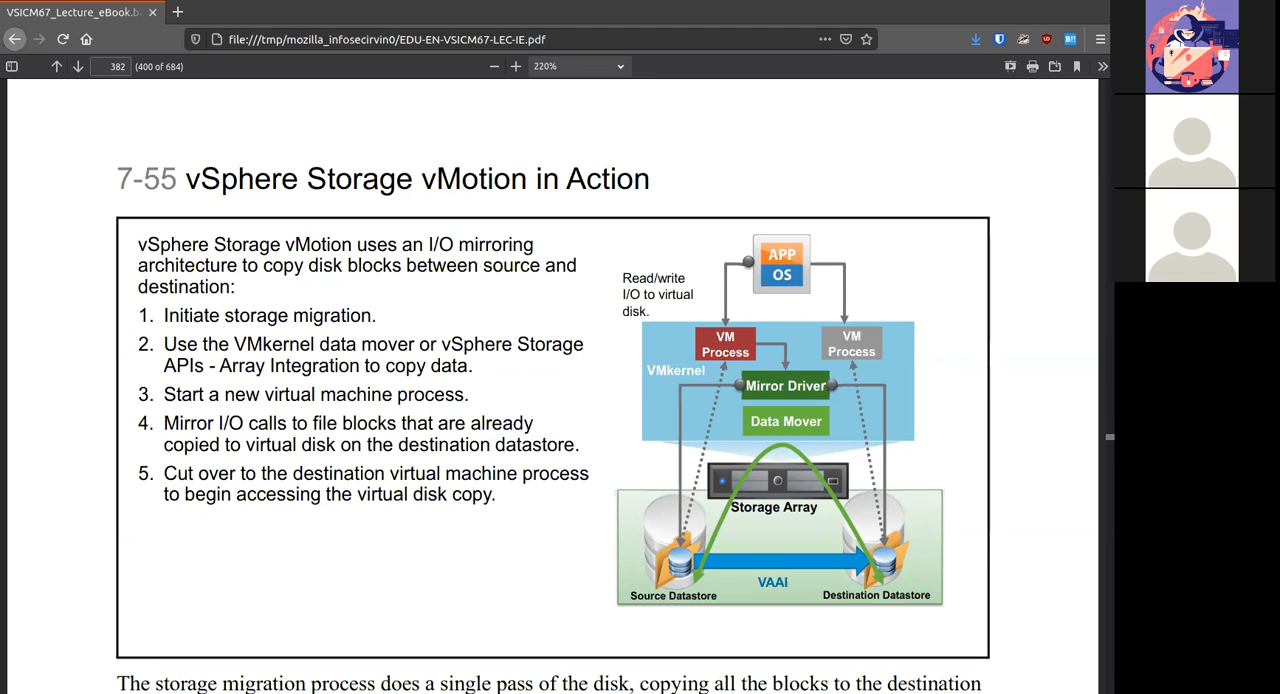 VSICM67_Lecture_eBook.b
file:///tmp/mozilla_infosecirvin0/EDU-EN-VSICM67-LEC-IE.pdf
382 (400 of 684)
220%
7-55 vSphere Storage vMotion in Action
vSphere Storage vMotion uses an I/O mirroring
architecture to copy disk blocks between source and
destination:
1. Initiate storage migration.
2. Use the VMkernel data mover or vSphere Storage
APIs - Array Integration to copy data.
3. Start a new virtual machine process.
4. Mirror I/O calls to file blocks that are already
copied to virtual disk on the destination datastore.
5. Cut over to the destination virtual machine process
to begin accessing the virtual disk copy.
APP
OS
Read/write
I/O to virtual
disk.
VM
Process
VM
Process
VMkernel
Mirror Driver
Data Mover
Storage Array
VAAI
Source Datastore
Destination Datastore
The storage migration process does a single pass of the disk, copying all the blocks to the destination